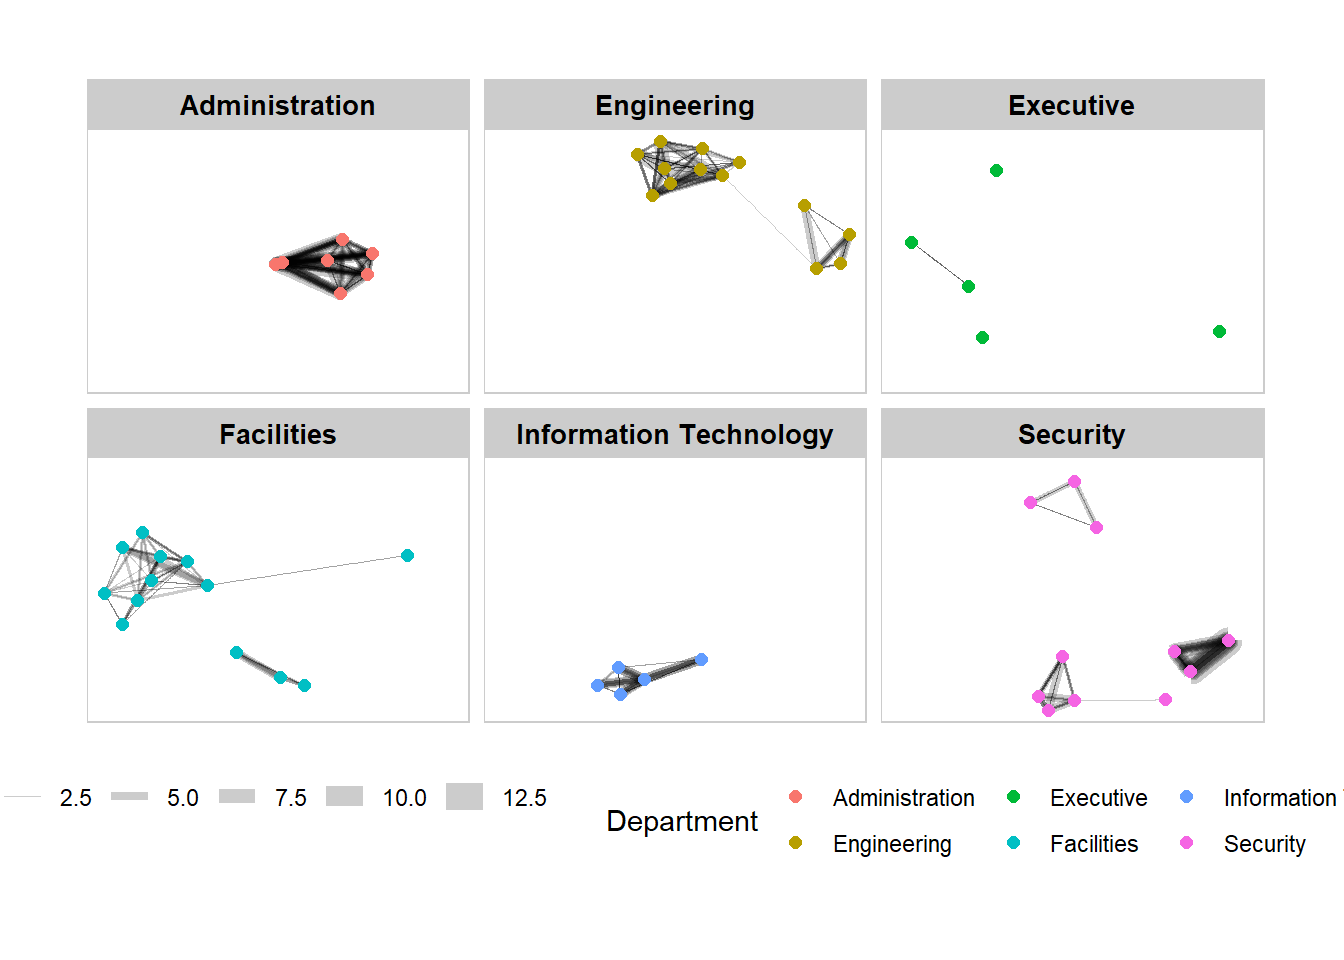 Administration
Engineering
Executive
Facilities
Information Technology
Security
2.5 5.0 7.5 10.0 12.5
Department
Administration Executive Information
Engineering Facilities Security